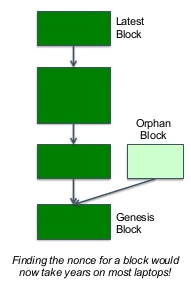 Latest
Block
Orphan
Block
Genesis
Block
Finding the nonce for a block would
now take years on most laptops!